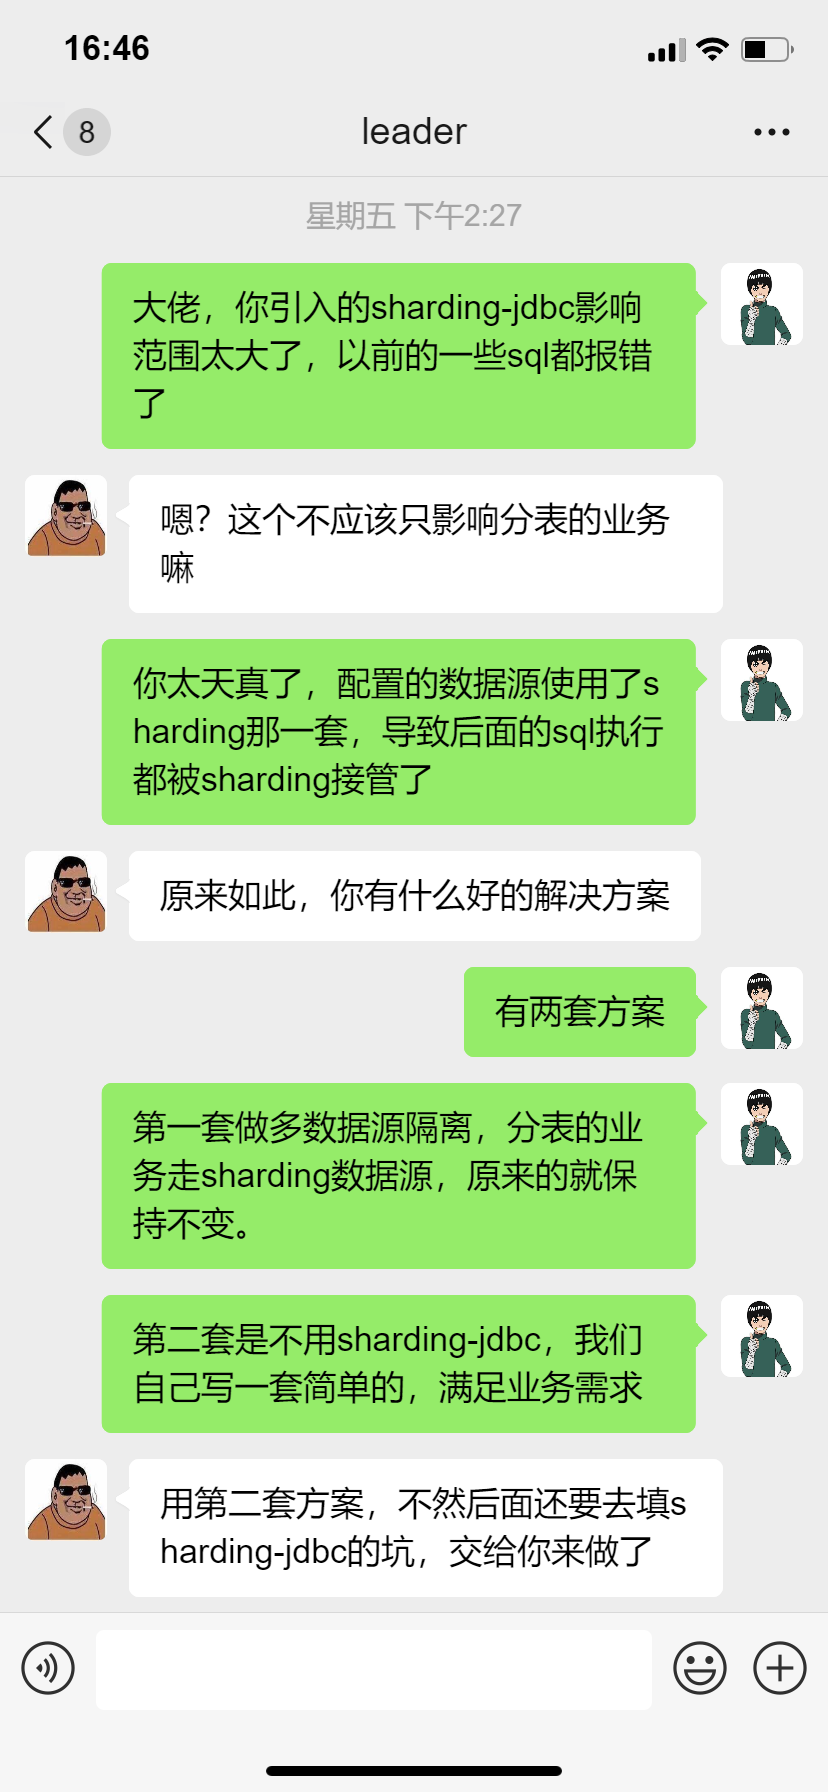 16:46
8
leader
星期五 下午2:27
大佬，你引入的sharding-jdbc影响
范围太大了，以前的一些sql都报错
了
嗯？这个不应该只影响分表的业务
嘛
你太天真了，配置的数据源使用了s
harding那一套，导致后面的sql执行
都被sharding接管了
原来如此，你有什么好的解决方案
有两套方案
第一套做多数据源隔离，分表的业
务走sharding数据源，原来的就保
持不变。
第二套是不用sharding-jdbc，我们
自己写一套简单的，满足业务需求
用第二套方案，不然后面还要去填s
harding-jdbc的坑，交给你来做了